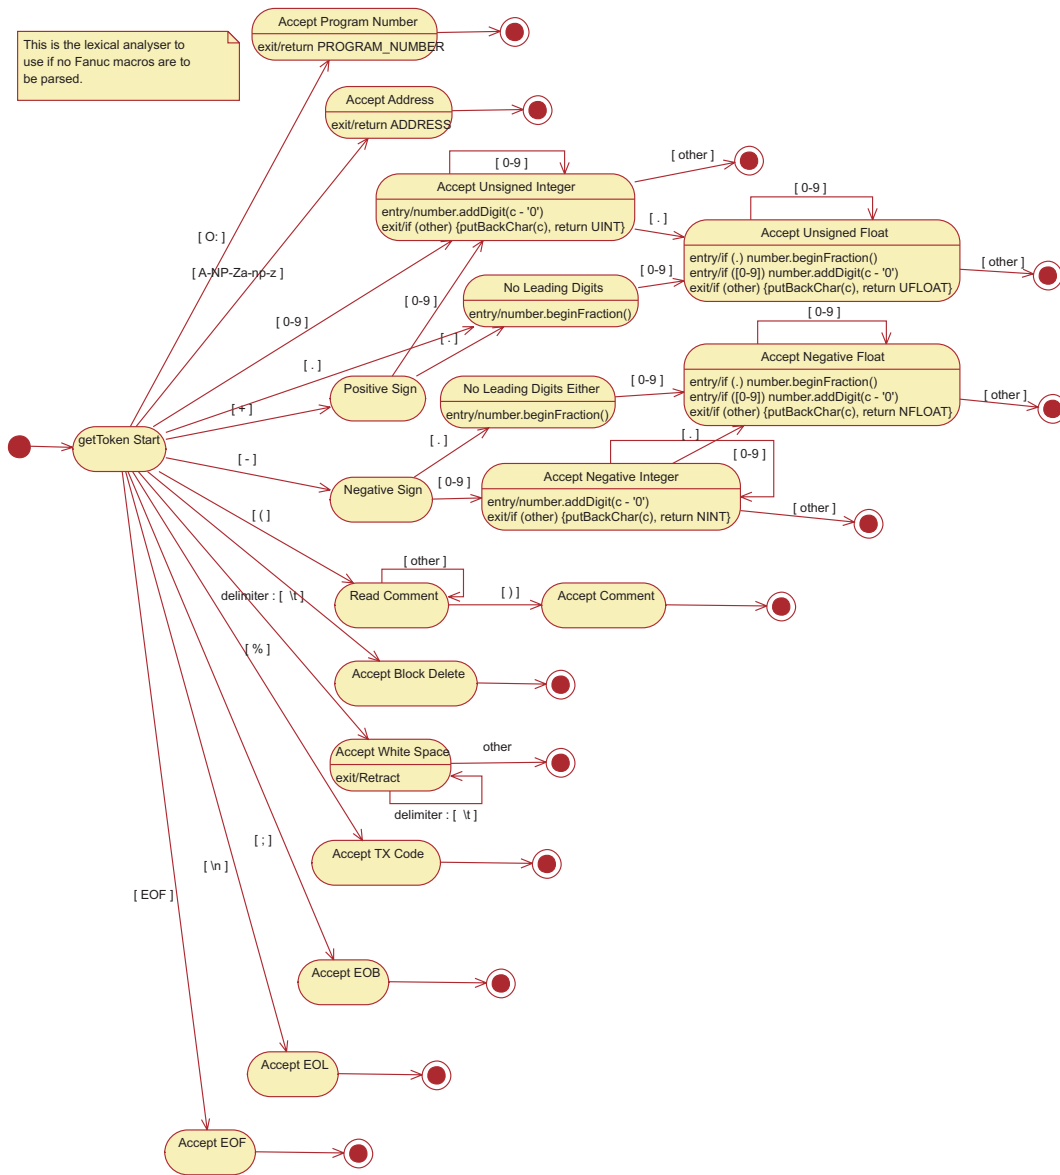 This is the lexical analyser to
use if no Fanuc macros are to
be parsed.
Accept Program Number
exit/return PROGRAM_NUMBER
Accept Address
exit/return ADDRESS
[ 0-9 ]
[ other ]
Accept Unsigned Integer
entry/number.addDigit(c - '0')
exit/if (other) {putBackChar(c), return UINT}
[ . ]
[ 0-9 ]
Accept Unsigned Float
entry/if (.) number.beginFraction()
entry/if ([0-9]) number.addDigit(c - '0')
exit/if (other) {putBackChar(c), return UFLOAT}
[ other ]
[ O: ]
[ A-NP-Za-np-z ]
[ 0-9 ]
No Leading Digits
entry/number.beginFraction()
[ 0-9 ]
[ 0-9 ]
[ . ]
[ . ]
[ + ]
Positive Sign
[ 0-9 ]
Accept Negative Float
entry/if (.) number.beginFraction()
entry/if ([0-9]) number.addDigit(c - '0')
exit/if (other) {putBackChar(c), return NFLOAT}
[ other ]
No Leading Digits Either
entry/number.beginFraction()
[ 0-9 ]
getToken Start
[ - ]
[ . ]
[ . ]
[ 0-9 ]
Negative Sign
[ 0-9 ]
Accept Negative Integer
entry/number.addDigit(c - '0')
exit/if (other) {putBackChar(c), return NINT}
[ other ]
[ ( ]
[ other ]
Read Comment
[ ) ]
Accept Comment
delimiter : [  \t ]
Accept Block Delete
[ % ]
Accept White Space
exit/Retract
other
delimiter : [  \t ]
Accept TX Code
[ ; ]
[ \n ]
[ EOF ]
Accept EOB
Accept EOL
Accept EOF